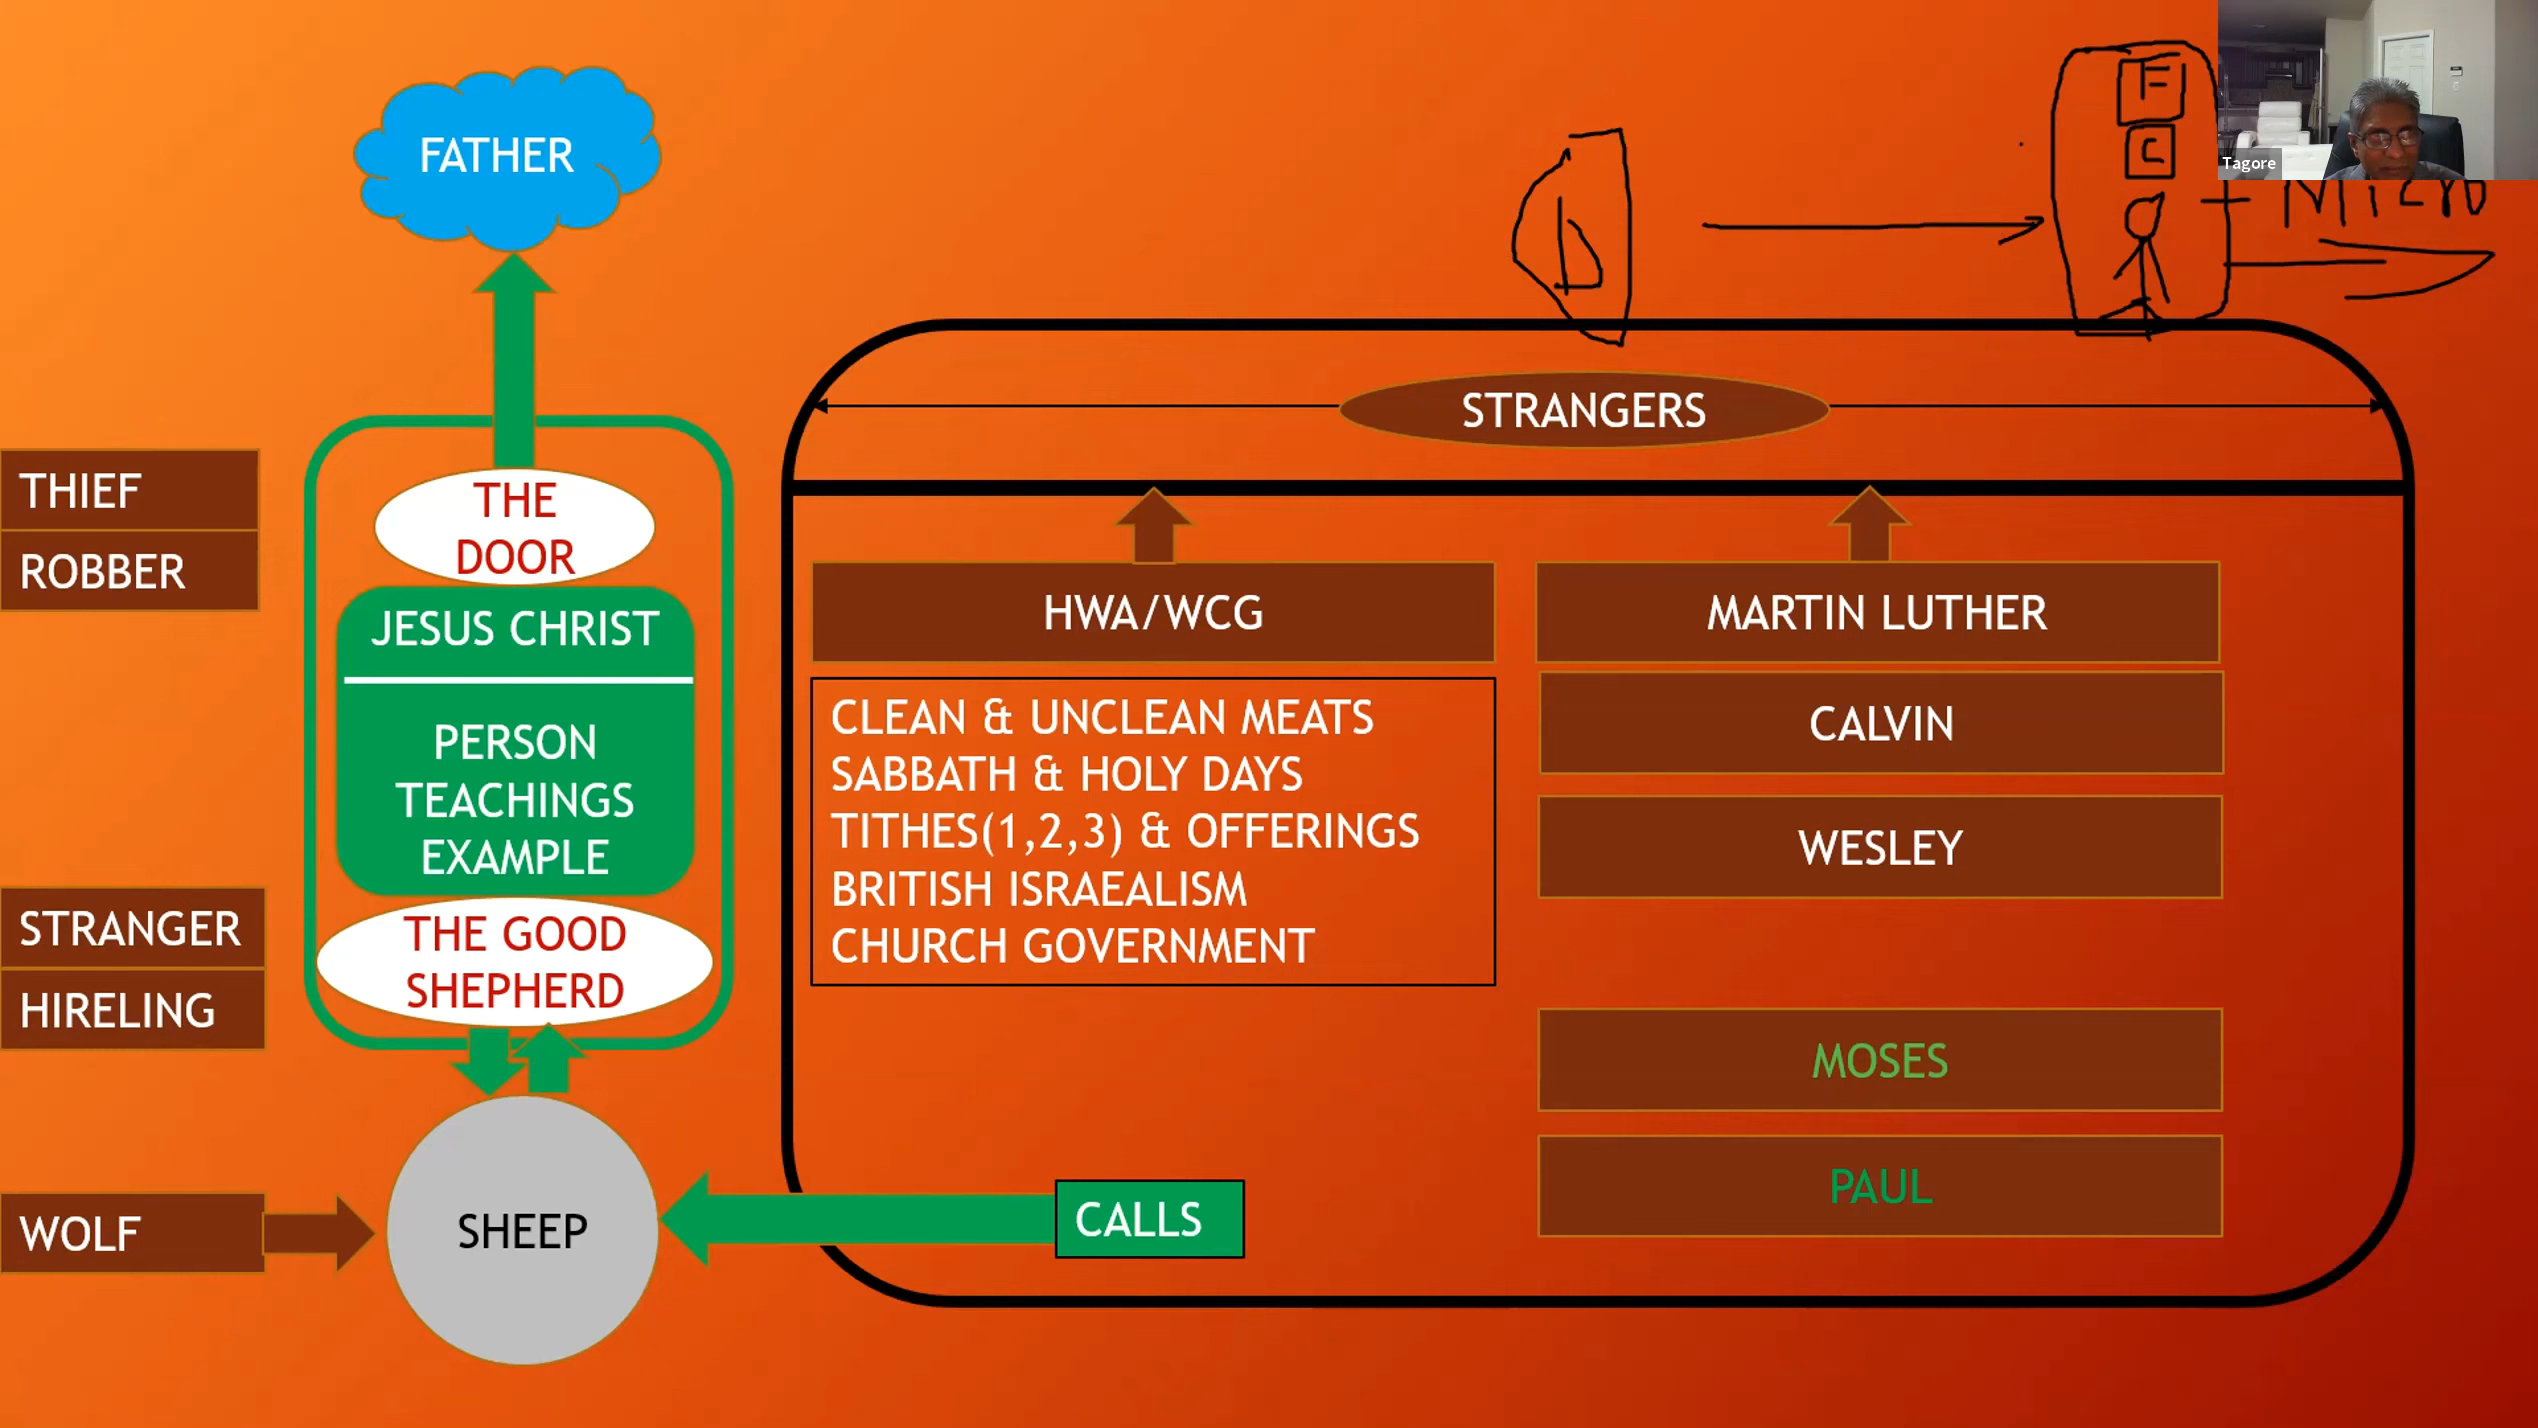 FATHER
F
C
D
Tagore
+ Micro
STRANGERS
THIEF
ROBBER
THE
DOOR
JESUS CHRIST
PERSON
TEACHINGS
EXAMPLE
THE GOOD
SHEPHERD
STRANGER
HIRELING
WOLF
SHEEP
CALLS
HWA/WCG
CLEAN & UNCLEAN MEATS
SABBATH & HOLY DAYS
TITHES(1,2,3) & OFFERINGS
BRITISH ISRAEALISM
CHURCH GOVERNMENT
MARTIN LUTHER
CALVIN
WESLEY
MOSES
PAUL